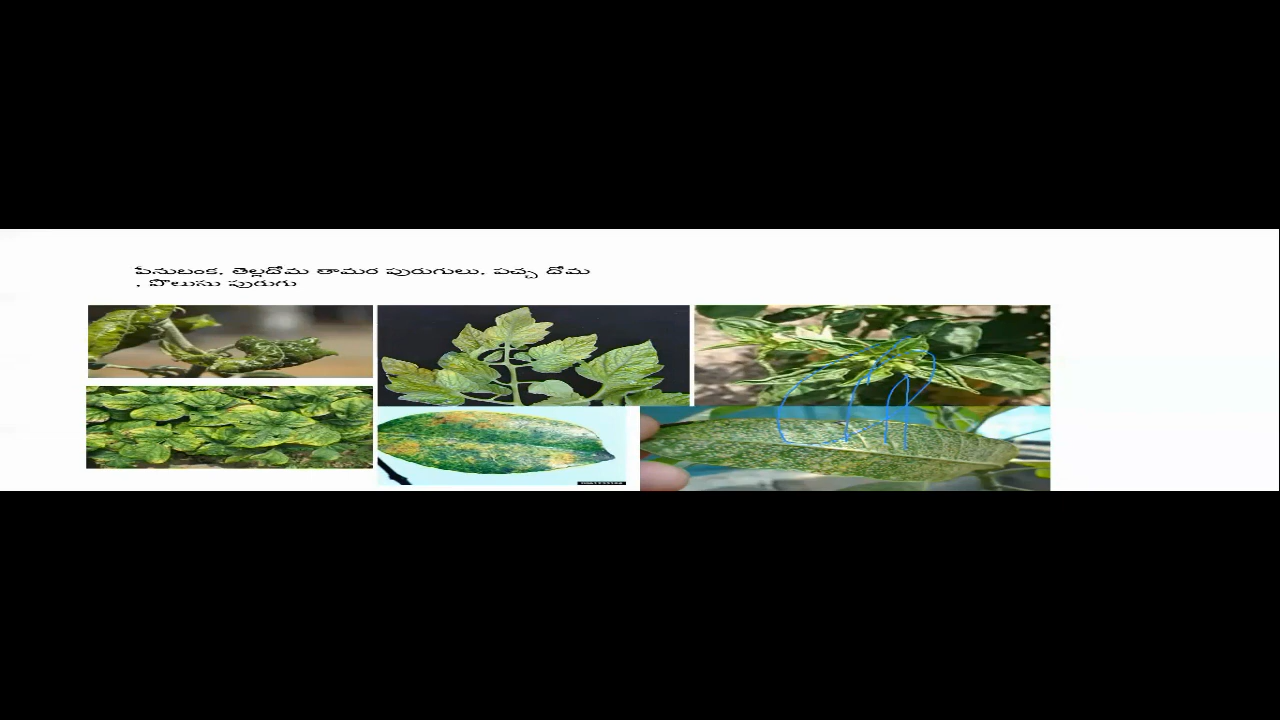 పేనుబంక, తెల్లదోమ తామర పురుగులు, పచ్చ దోమ
, పొలుసు పురుగు